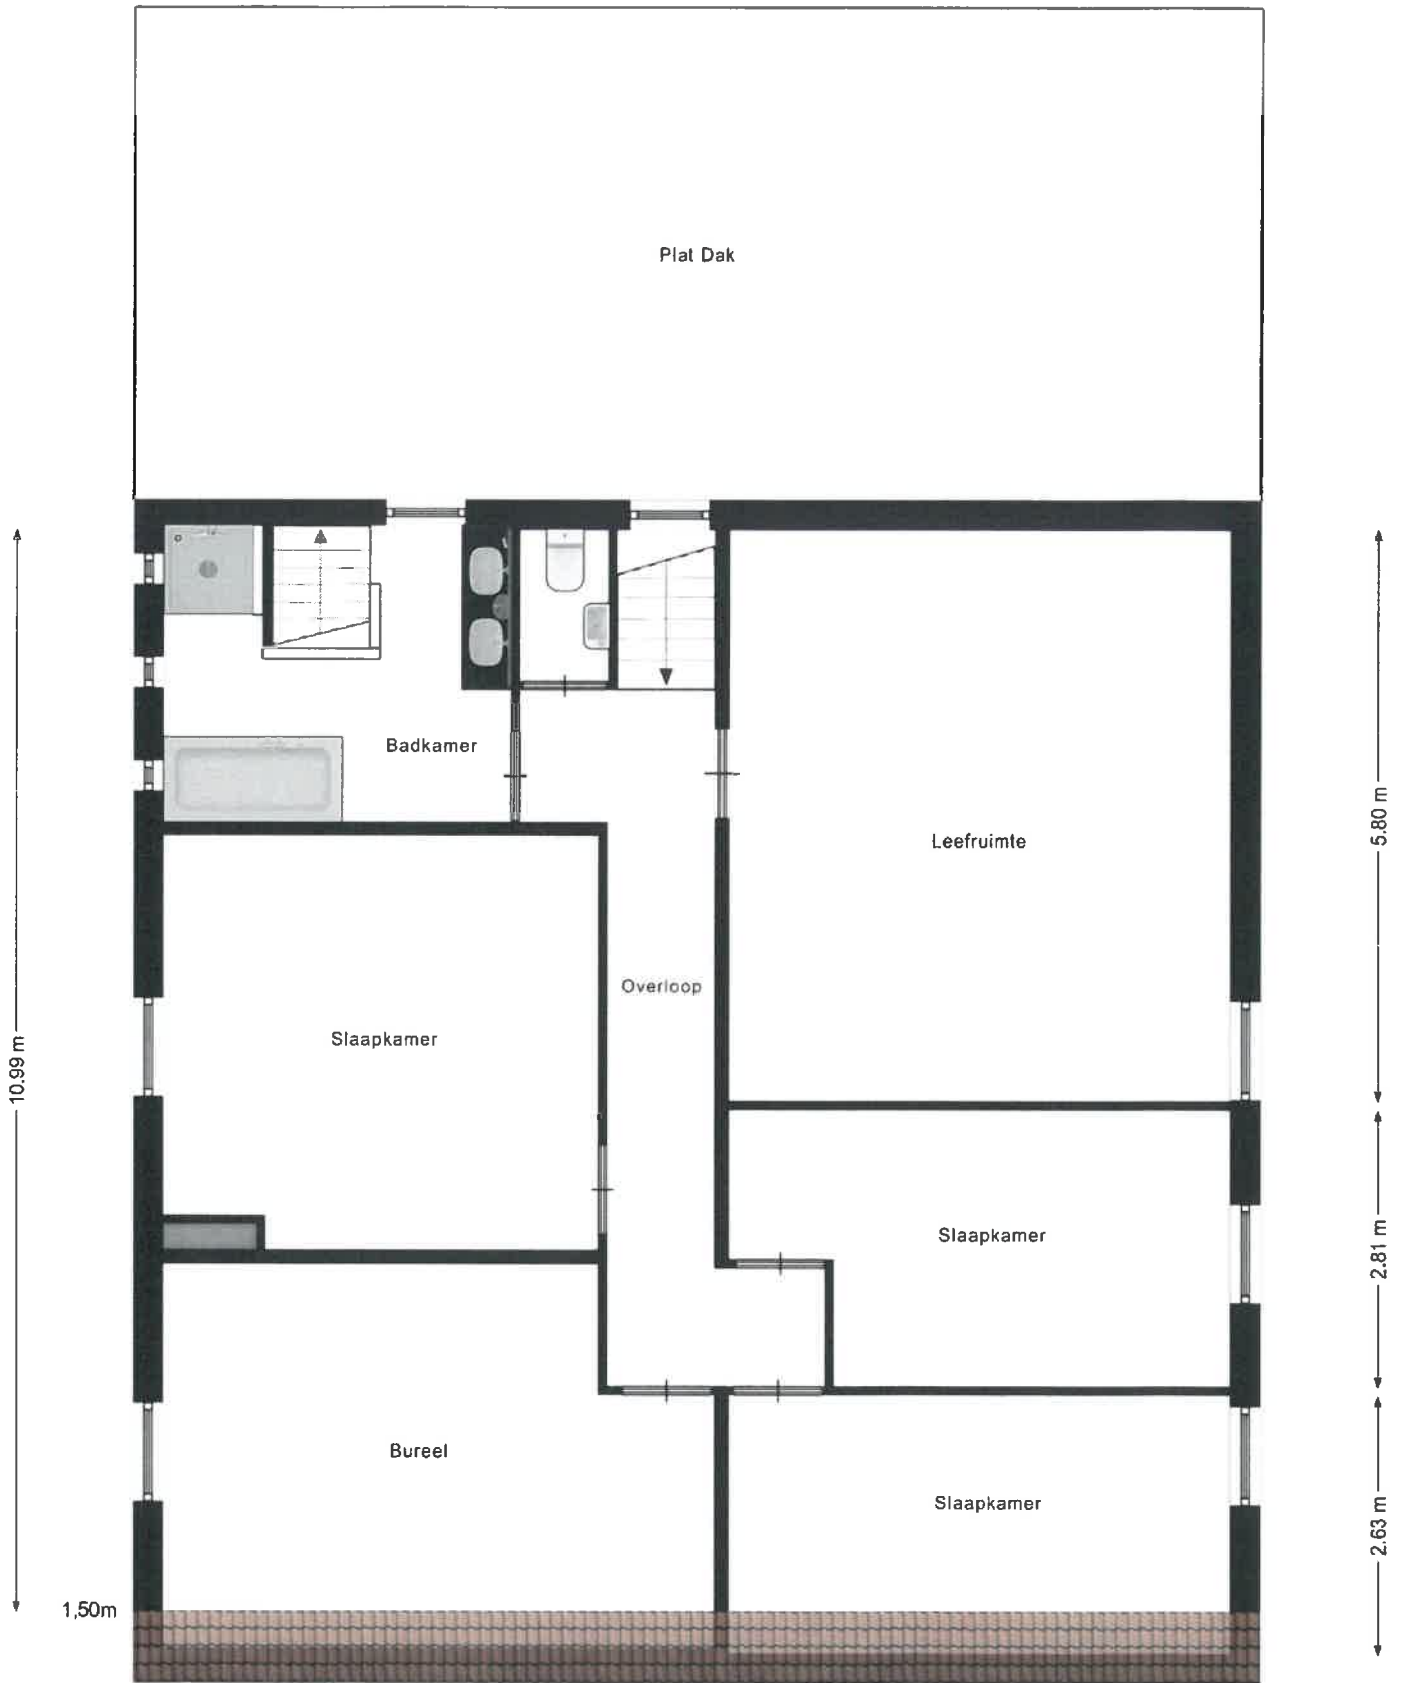 Plat Dak
Badkamer
Leefruimte
5.80 m
Overloop
Slaapkamer
10.99 m
Slaapkamer
2.81 m
Bureel
Slaapkamer
2.63 m
1,50m